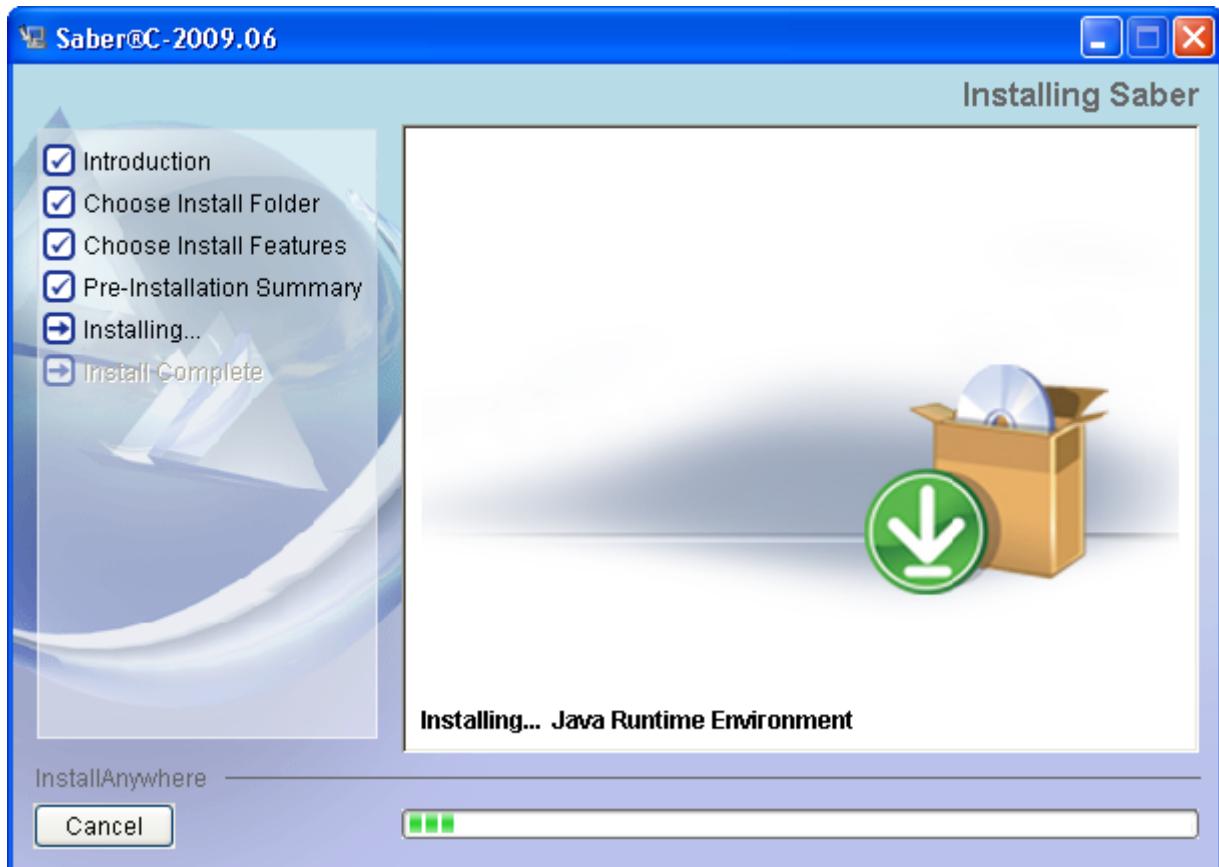 Saber®C-2009.06
Installing Saber
Introduction
Choose Install Folder
Choose Install Features
Pre-Installation Summary
Installing...
Install Complete
Installing... Java Runtime Environment
InstallAnywhere
Cancel